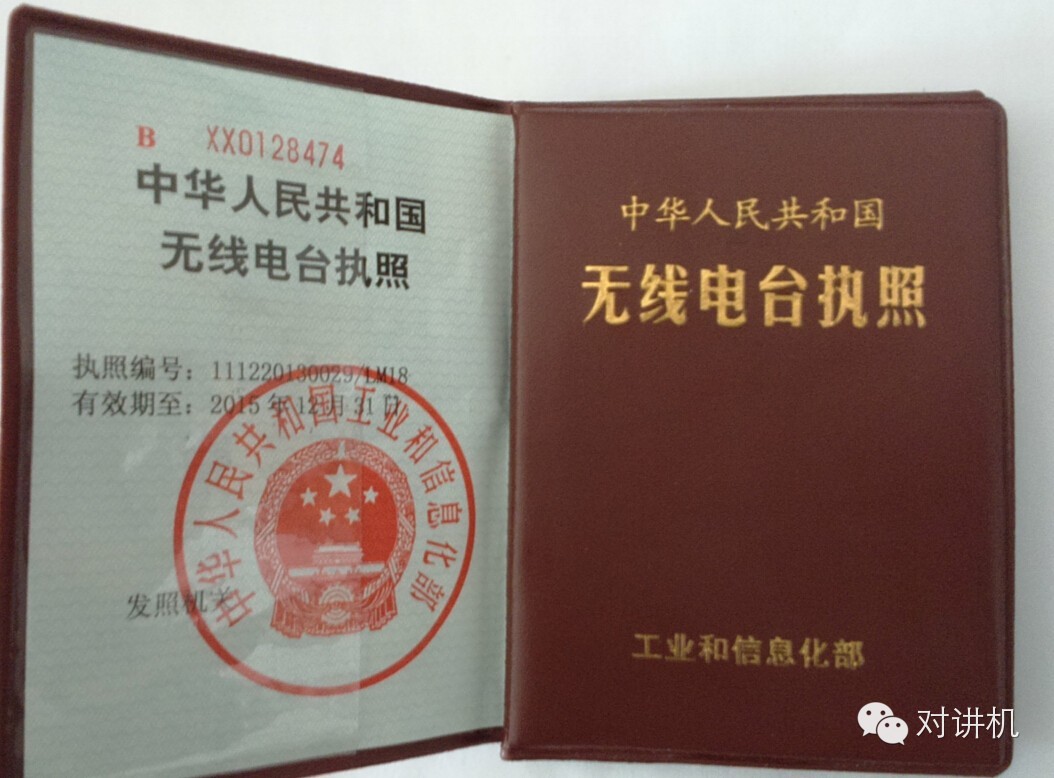 B XX0128474
中华人民共和国
无线电台执照
执照编号：111220130029/LM18
有效期至：2015年12月31日
中华人民共和国工业和信息化部
发照机关
中华人民共和国
无线电台执照
工业和信息化部
对讲机